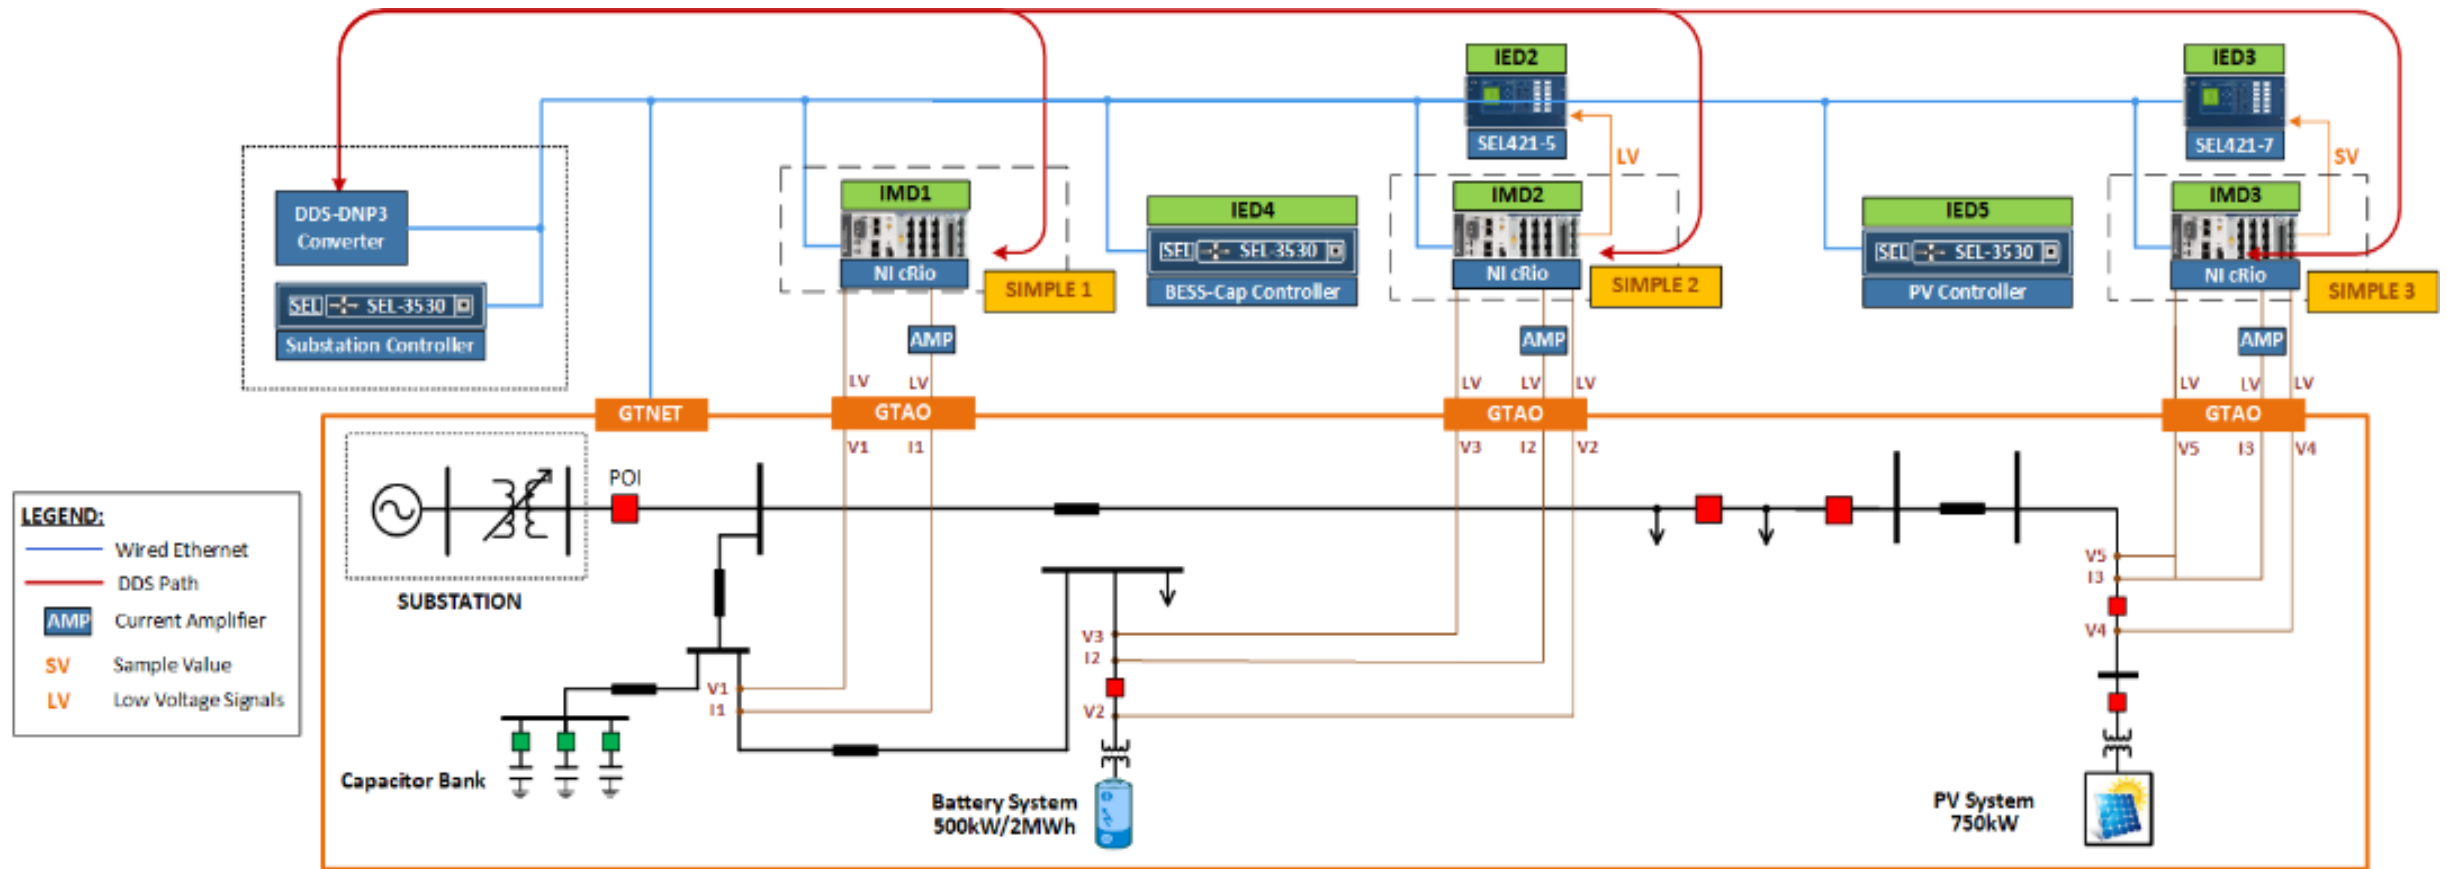 IED2
IED3
SEL421-5
SEL421-7
LV
SV
DDS-DNP3
Converter
IMD1
IED4
IMD2
IED5
IMD3
SEL SEL-3530
SEL SEL-3530
SEL SEL-3530
NI cRio
BESS-Cap Controller
NI cRio
PV Controller
NI cRio
SIMPLE 1
SIMPLE 2
SIMPLE 3
Substation Controller
AMP
AMP
AMP
LV LV
LV LV LV
LV LV LV
GTNET
GTAO
GTAO
GTAO
V1 I1
V3 I2 V2
V5 I3 V4
POI
SUBSTATION
LEGEND:
Wired Ethernet
DDS Path
AMP Current Amplifier
SV Sample Value
LV Low Voltage Signals
V5
I3
V4
V3
I2
V2
V1
I1
Capacitor Bank
Battery System
500kW/2MWh
PV System
750kW